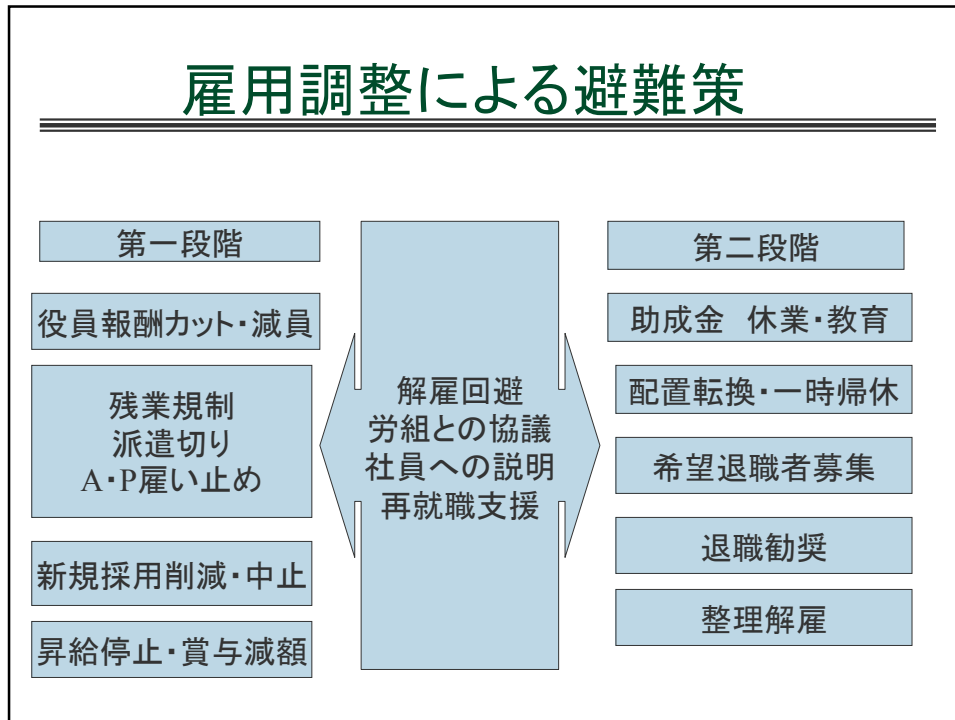 雇用調整による避難策
第一段階
役員報酬カット・減員
残業規制
派遣切り
A・P雇い止め
新規採用削減・中止
昇給停止・賞与減額
解雇回避
労組との協議
社員への説明
再就職支援
第二段階
助成金　休業・教育
配置転換・一時帰休
希望退職者募集
退職勧奨
整理解雇